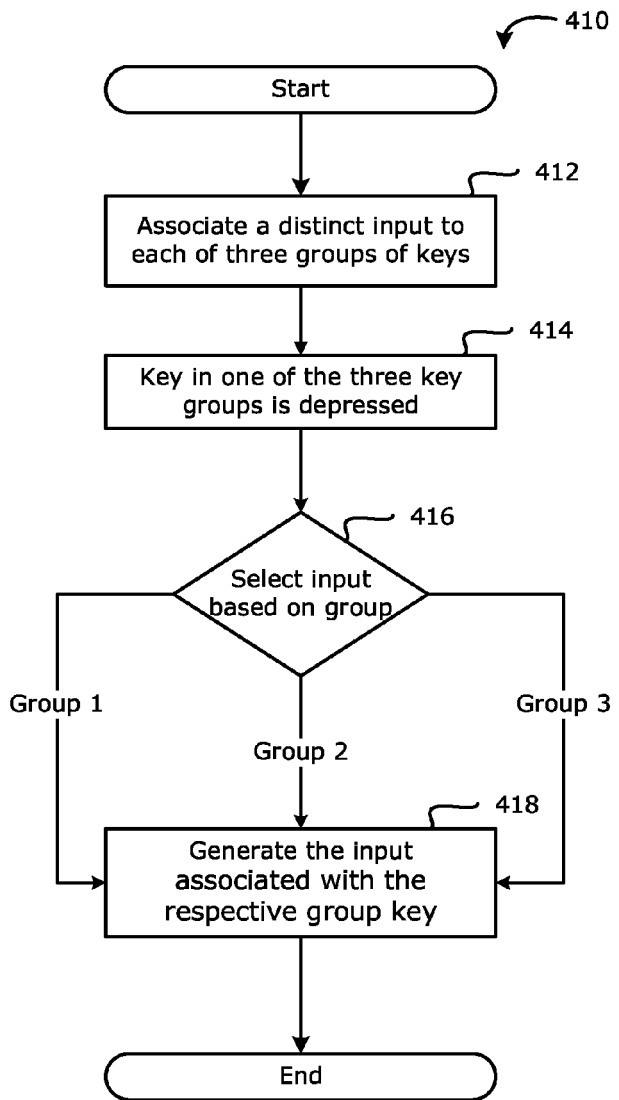 410
Start
412
Associate a distinct input to
each of three groups of keys
414
Key in one of the three key
groups is depressed
416
Select input
based on group
Group 1
Group 2
Group 3
418
Generate the input
associated with the
respective group key
End